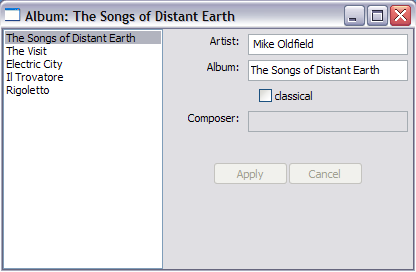 Album: The Songs of Distant Earth
The Songs of Distant Earth
The Visit
Electric City
Il Trovatore
Rigoletto
Artist: Mike Oldfield
Album: The Songs of Distant Earth
classical
Composer:
Apply Cancel